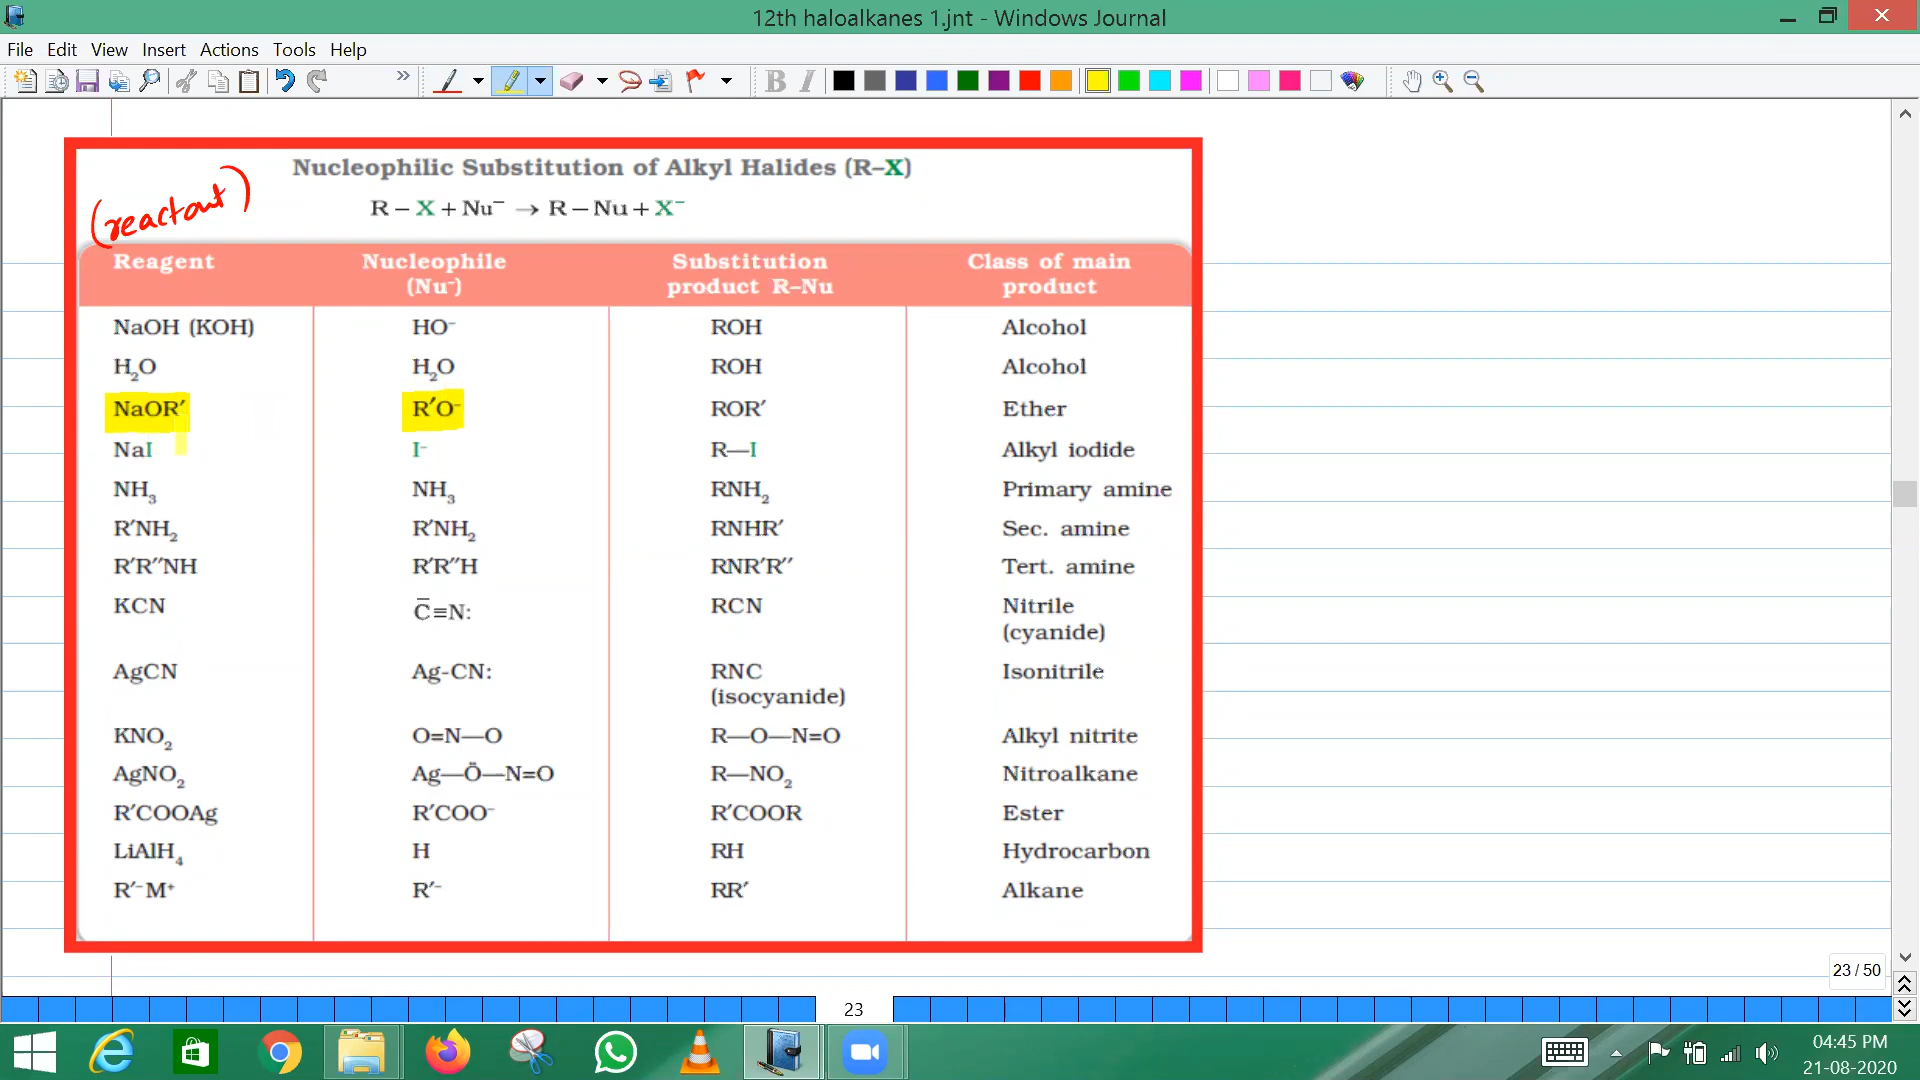 12th haloalkanes 1.jnt - Windows Journal
File Edit View Insert Actions Tools Help
B I
Nucleophilic Substitution of Alkyl Halides (R–X)
(reactant)
R – X + Nu⁻ → R – Nu + X⁻
Reagent Nucleophile (Nu⁻) Substitution product R–Nu Class of main product
NaOH (KOH) HO⁻ ROH Alcohol
H₂O H₂O ROH Alcohol
NaOR′ R′O⁻ ROR′ Ether
NaI I⁻ R—I Alkyl iodide
NH₃ NH₃ RNH₂ Primary amine
R′NH₂ R′NH₂ RNHR′ Sec. amine
R′R′′NH R′R′′H RNR′R′′ Tert. amine
KCN C̄≡N: RCN Nitrile (cyanide)
AgCN Ag-CN: RNC (isocyanide) Isonitrile
KNO₂ O=N—O R—O—N=O Alkyl nitrite
AgNO₂ Ag—Ö—N=O R—NO₂ Nitroalkane
R′COOAg R′COO⁻ R′COOR Ester
LiAlH₄ H RH Hydrocarbon
R′⁻M⁺ R′⁻ RR′ Alkane
23 / 50
23
04:45 PM
21-08-2020